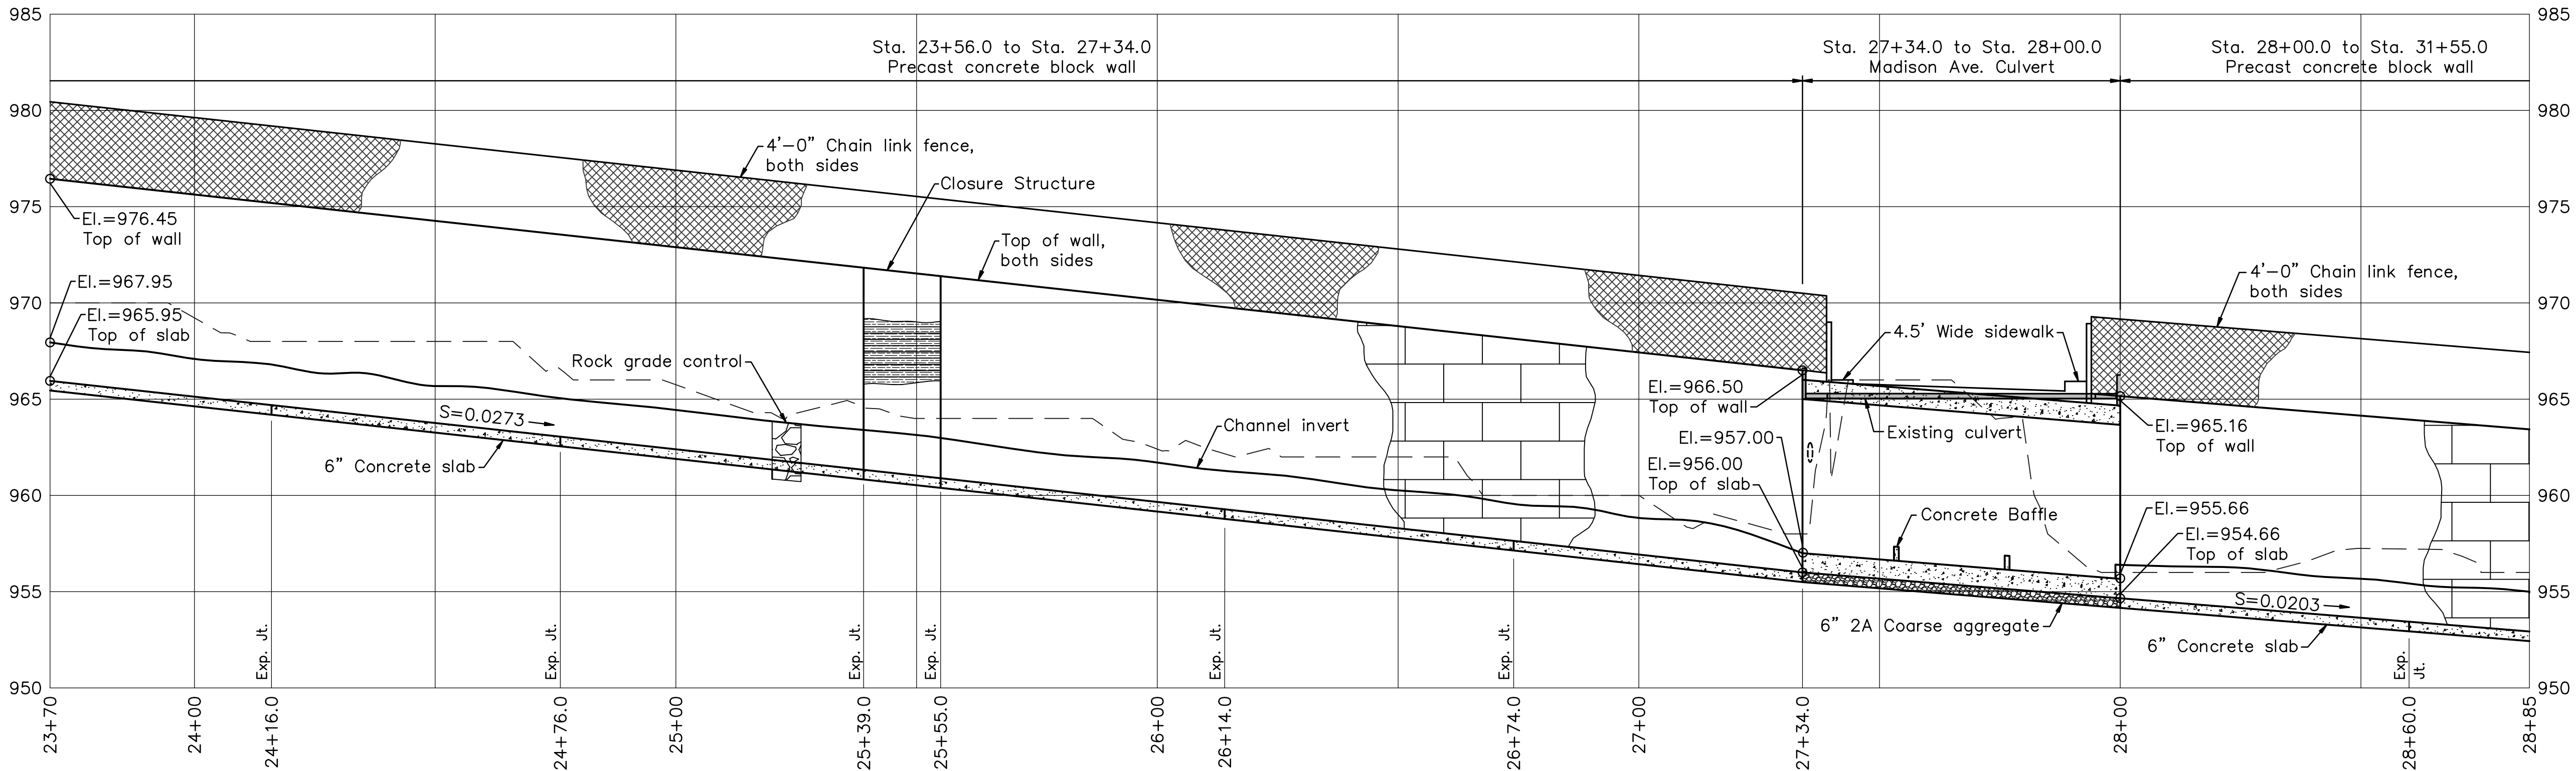 985
985
Sta. 23+56.0 to Sta. 27+34.0
Precast concrete block wall
Sta. 27+34.0 to Sta. 28+00.0
Madison Ave. Culvert
Sta. 28+00.0 to Sta. 31+55.0
Precast concrete block wall
980
980
4'-0" Chain link fence,
both sides
Closure Structure
975
975
El.=976.45
Top of wall
Top of wall,
both sides
4'-0" Chain link fence,
both sides
El.=967.95
970
970
El.=965.95
Top of slab
4.5' Wide sidewalk
Rock grade control
El.=966.50
Top of wall
965
965
S=0.0273
Channel invert
El.=965.16
Top of wall
Existing culvert
6" Concrete slab
El.=957.00
El.=956.00
Top of slab
960
960
Concrete Baffle
El.=955.66
El.=954.66
Top of slab
955
955
S=0.0203
6" 2A Coarse aggregate
6" Concrete slab
Exp. Jt.
Exp. Jt.
Exp. Jt.
Exp. Jt.
Exp. Jt.
Exp. Jt.
Exp.
Jt.
950
950
23+70
24+00
24+16.0
24+76.0
25+00
25+39.0
25+55.0
26+00
26+14.0
26+74.0
27+00
27+34.0
28+00
28+60.0
28+85